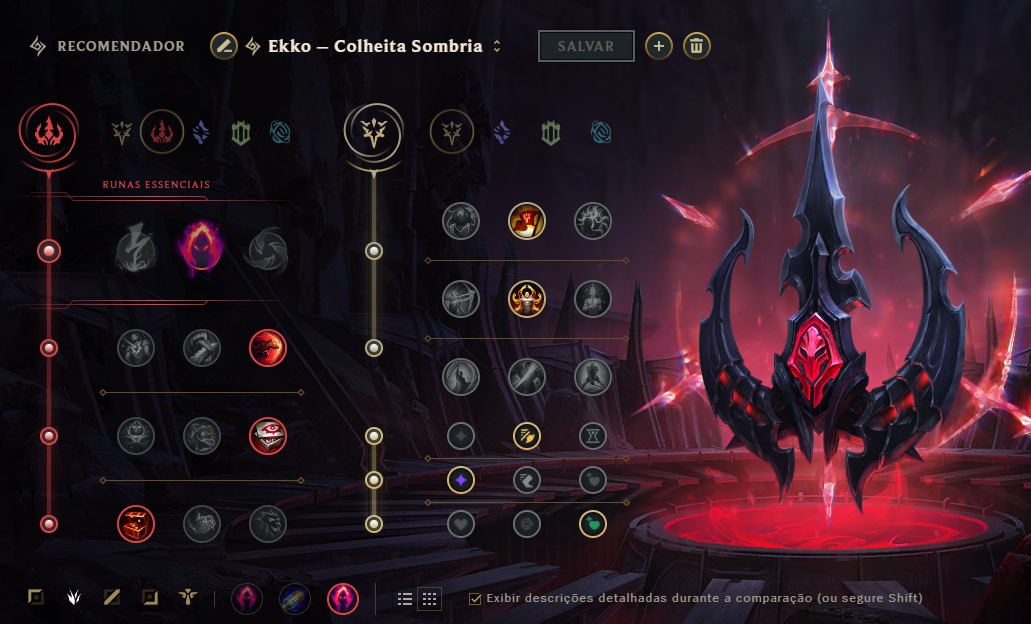 RECOMENDADOR
Ekko — Colheita Sombria
SALVAR
RUNAS ESSENCIAIS
Exibir descrições detalhadas durante a comparação (ou segure Shift)